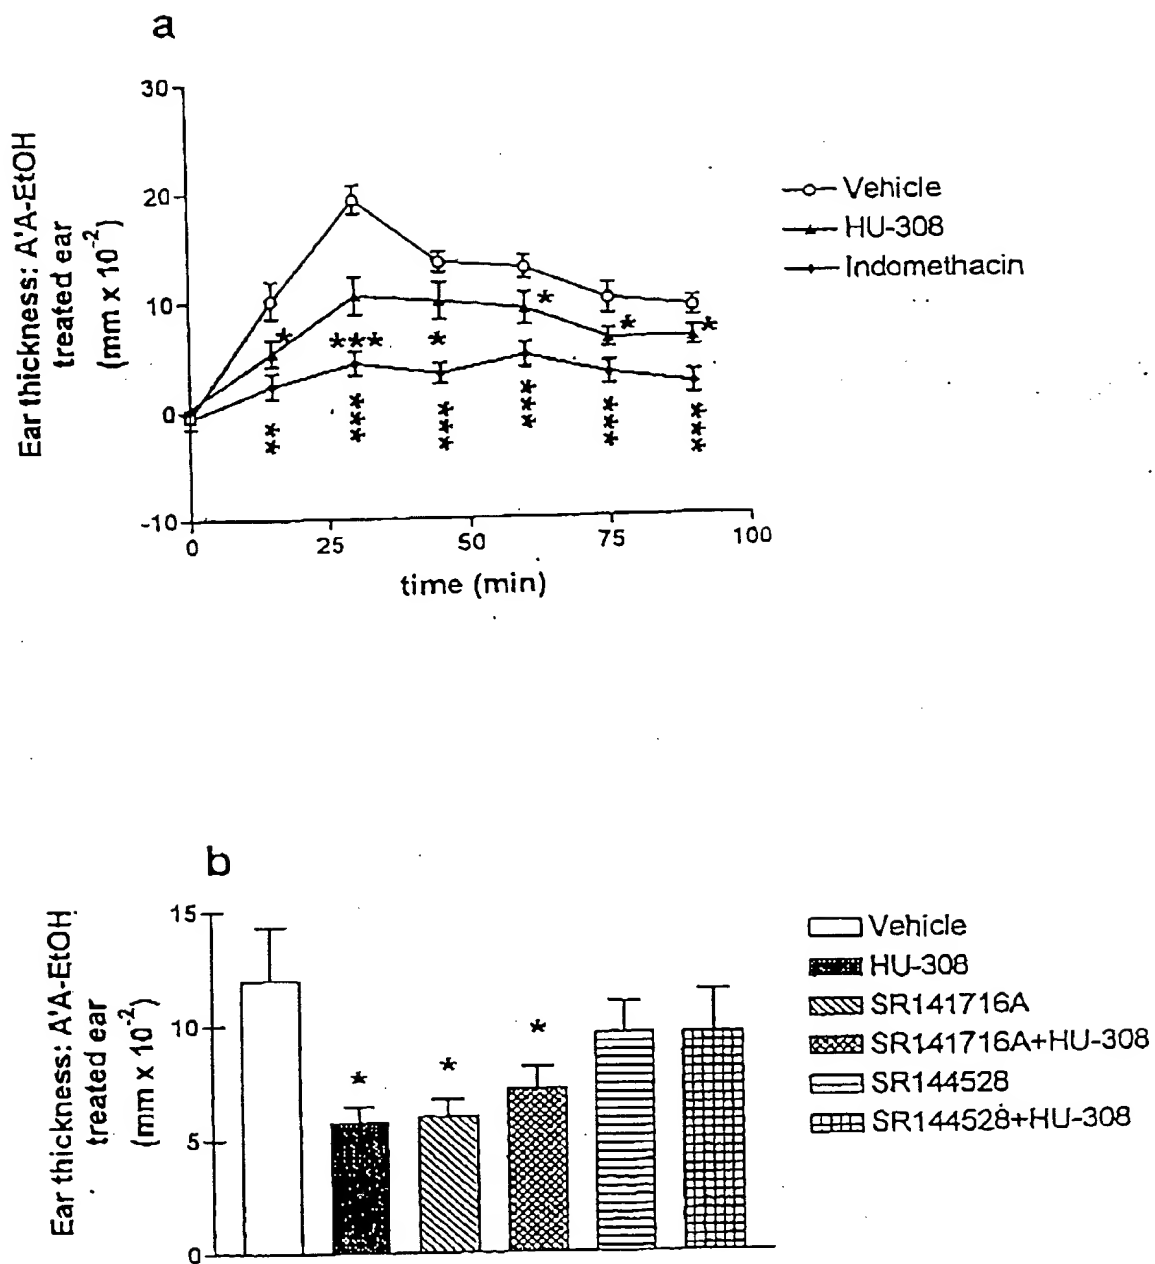 a
Ear thickness: A'A-EtOH
treated ear
(mm x 10-2)
30
20
10
0
-10
0
25
50
75
100
time (min)
Vehicle
HU-308
Indomethacin
*
***
*
*
*
*
**
***
***
***
***
***
b
Ear thickness: A'A-EtOH
treated ear
(mm x 10-2)
15
10
5
0
*
*
*
Vehicle
HU-308
SR141716A
SR141716A+HU-308
SR144528
SR144528+HU-308